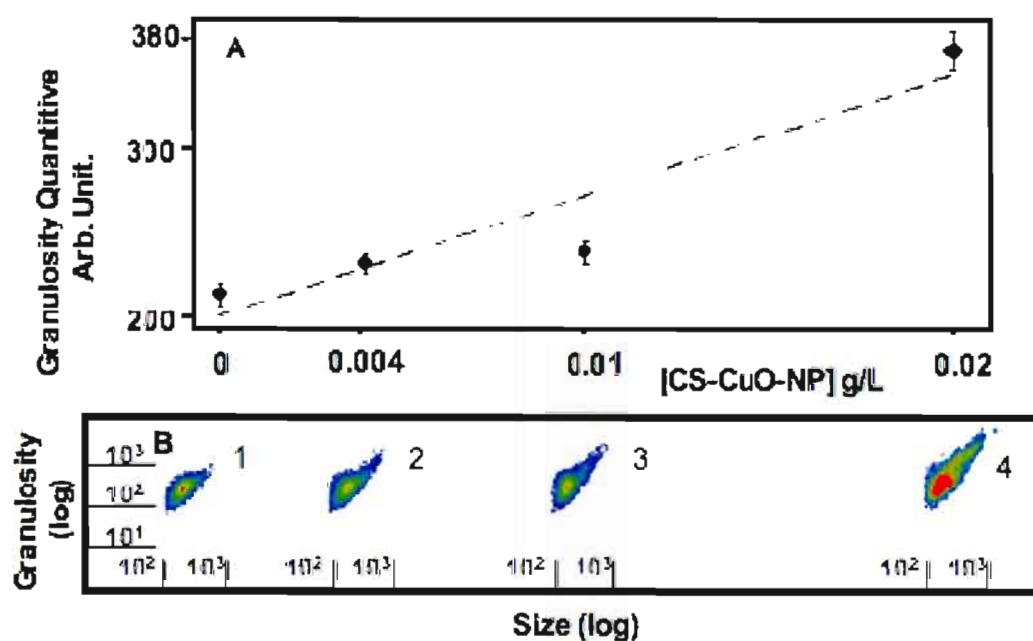 A
Granulosity Quantitive
Arb. Unit.
380
300
200
0
0.004
0.01
[CS-CuO-NP] g/L
0.02
B
Granulosity
(log)
10³
10²
10¹
1
2
3
4
10² 10³
10² 10³
10² 10³
10² 10³
Size (log)